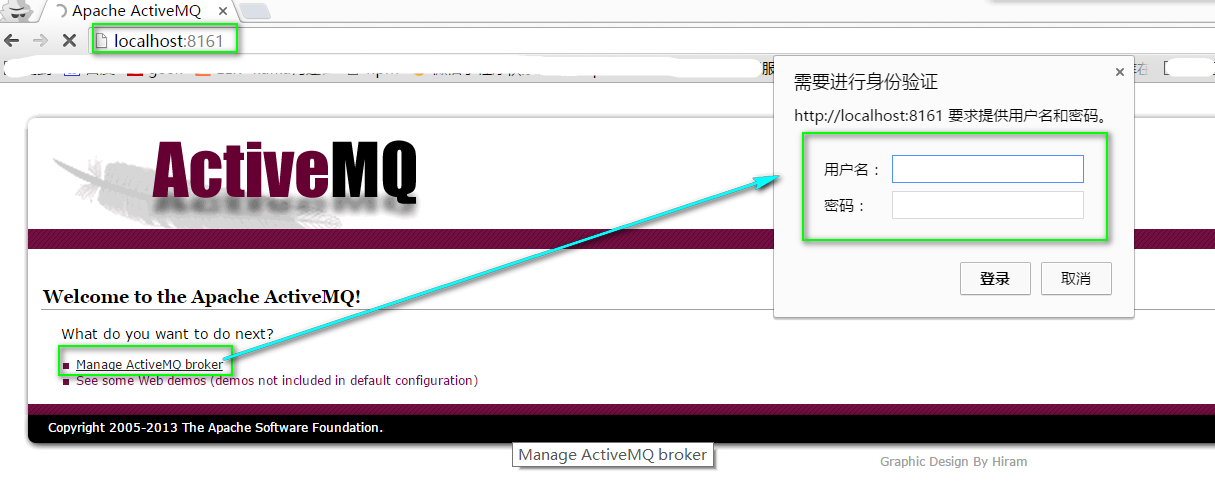 Apache ActiveMQ
localhost:8161
需要进行身份验证
http://localhost:8161 要求提供用户名和密码。
用户名：
密码：
登录
取消
ActiveMQ
Welcome to the Apache ActiveMQ!
What do you want to do next?
Manage ActiveMQ broker
See some Web demos (demos not included in default configuration)
Copyright 2005-2013 The Apache Software Foundation.
Manage ActiveMQ broker
Graphic Design By Hiram